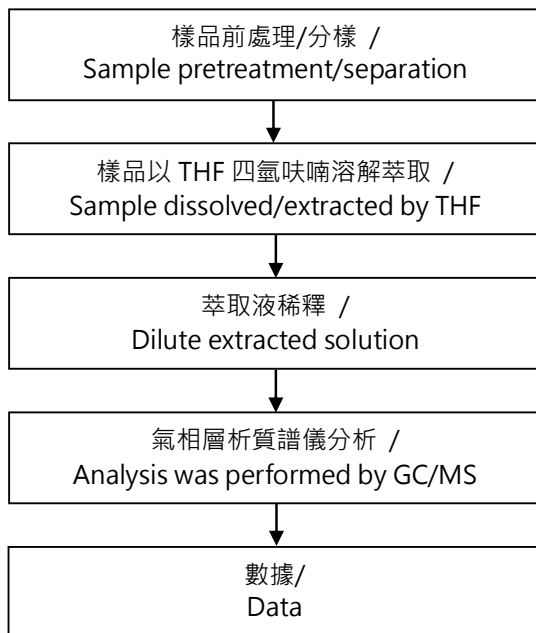 樣品前處理/分樣 /
Sample pretreatment/separation
樣品以 THF 四氫呋喃溶解萃取 /
Sample dissolved/extracted by THF
萃取液稀釋 /
Dilute extracted solution
氣相層析質譜儀分析 /
Analysis was performed by GC/MS
數據/
Data